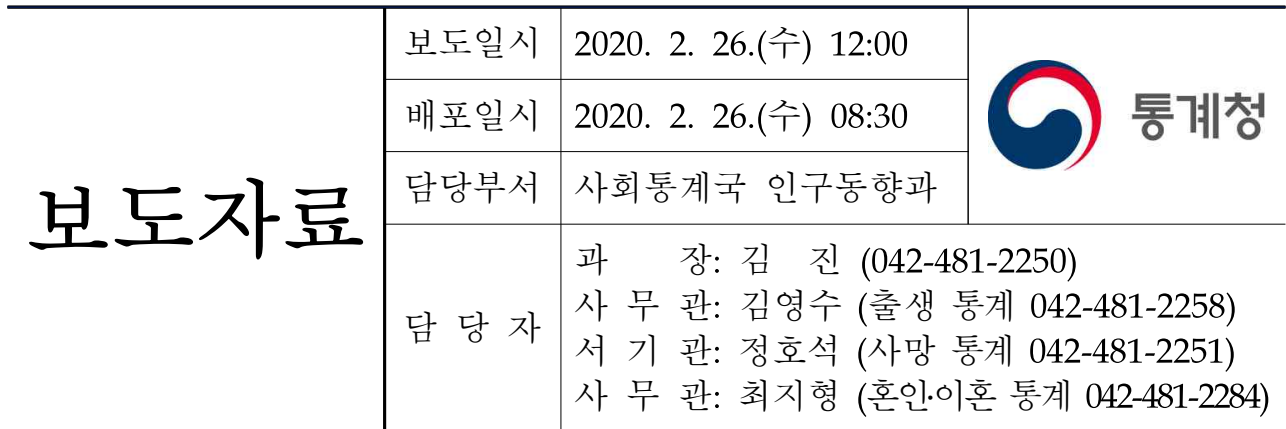 보도자료
보도일시 2020. 2. 26.(수) 12:00
배포일시 2020. 2. 26.(수) 08:30
담당부서 사회통계국 인구동향과
통계청
담 당 자
과 장: 김 진 (042-481-2250)
사 무 관: 김영수 (출생 통계 042-481-2258)
서 기 관: 정호석 (사망 통계 042-481-2251)
사 무 관: 최지형 (혼인·이혼 통계 042-481-2284)